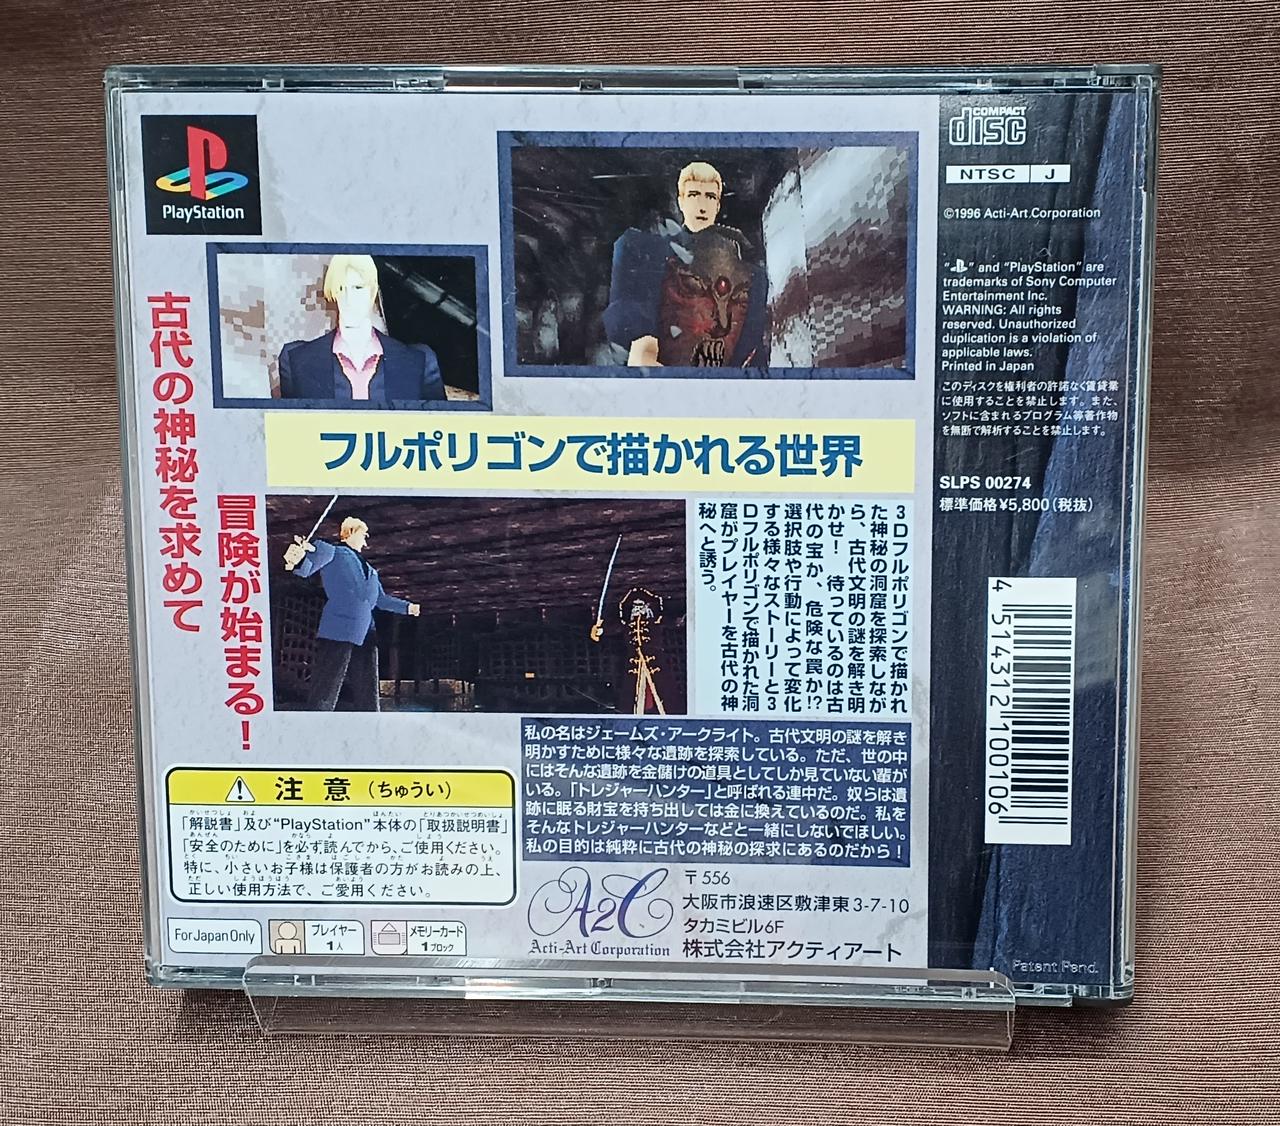 PlayStation
古代の神秘を求めて
冒険が始まる!
フルポリゴンで描かれる世界
3Dフルポリゴンで描かれ
た神秘の洞窟を探索しなが
ら、古代文明の謎を解き明
かせ! 待っているのは古
代の宝か、危険な罠か!?
選択肢や行動によって変化
する様々なストーリーと3
Dフルポリゴンで描かれた洞
窟がプレイヤーを古代の神
秘へと誘う。
私の名はジェームズ・アークライト。古代文明の謎を解き
明かすために様々な遺跡を探索している。ただ、世の中
にはそんな遺跡を金儲けの道具としてしか見ていない輩が
いる。「トレジャーハンター」と呼ばれる連中だ。奴らは遺
跡に眠る財宝を持ち出しては金に換えているのだ。私を
そんなトレジャーハンターなどと一緒にしないでほしい。
私の目的は純粋に古代の神秘の探求にあるのだから!
注意(ちゅうい)
「解説書」及び“PlayStation”本体の「取扱説明書」
「安全のために」を必ず読んでから、ご使用ください。
特に、小さいお子様は保護者の方がお読みの上、
正しい使用方法で、ご愛用ください。
For Japan Only
プレイヤー
1人
メモリーカード
1ブロック
A2C
Acti-Art Corporation
〒556
大阪市浪速区敷津東3-7-10
タカミビル6F
株式会社アクティアート
COMPACT
disc
NTSC J
©1996 Acti-Art.Corporation
“PS” and “PlayStation” are
trademarks of Sony Computer
Entertainment Inc.
WARNING: All rights
reserved. Unauthorized
duplication is a violation of
applicable laws.
Printed in Japan
このディスクを権利者の許諾なく賃貸業
に使用することを禁止します。また、
ソフトに含まれるプログラム等著作物
を無断で解析することを禁止します。
SLPS 00274
標準価格¥5,800(税抜)
4 514312 100106
Patent Pend.